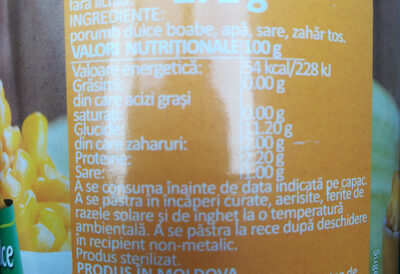 fără lichid
INGREDIENTE:
porumb dulce boabe, apă, sare, zahăr tos.
VALORI NUTRIȚIONALE 100 g
Valoare energetică: 54 kcal/228 kJ
Grăsimi: 0.00 g
din care acizi grași
saturați: 0.00 g
Glucide: 11.20 g
din care zaharuri: .00 g
Proteine: 2.20 g
Sare: 1.00 g
A se consuma înainte de data indicată pe capac.
A se păstra în încăperi curate, aerisite, ferite de
razele solare și de îngheț la o temperatură
ambientală. A se păstra la rece după deschidere
în recipient non-metalic.
Produs sterilizat.
PRODUS ÎN MOLDOVA